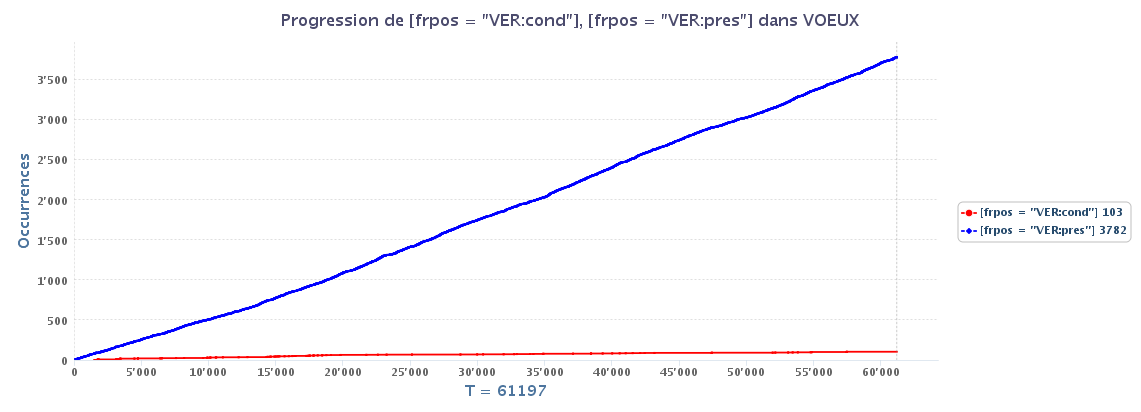 Progression de [frpos = "VER:cond"], [frpos = "VER:pres"] dans VOEUX
Occurrences
3'500
3'000
2'500
2'000
1'500
1'000
500
0
0 5'000 10'000 15'000 20'000 25'000 30'000 35'000 40'000 45'000 50'000 55'000 60'000
T = 61197
[frpos = "VER:cond"] 103
[frpos = "VER:pres"] 3782